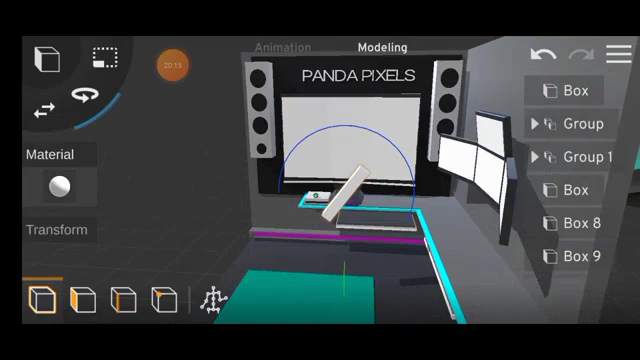 Animation
Modeling
20:15
PANDA PIXELS
Box
Group
Group 1
Material
Box
Transform
Box 8
Box 9